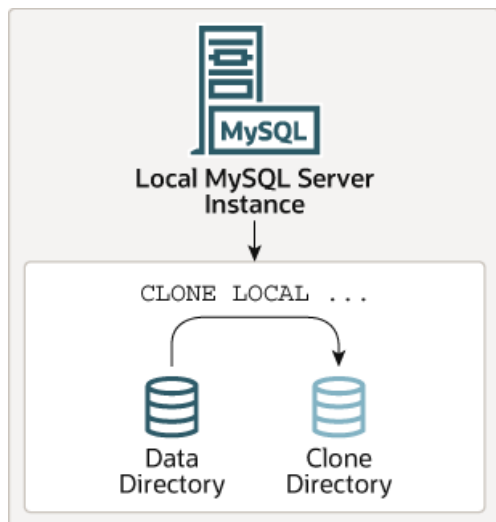 MySQL
Local MySQL Server
Instance
CLONE LOCAL ...
Data
Directory
Clone
Directory